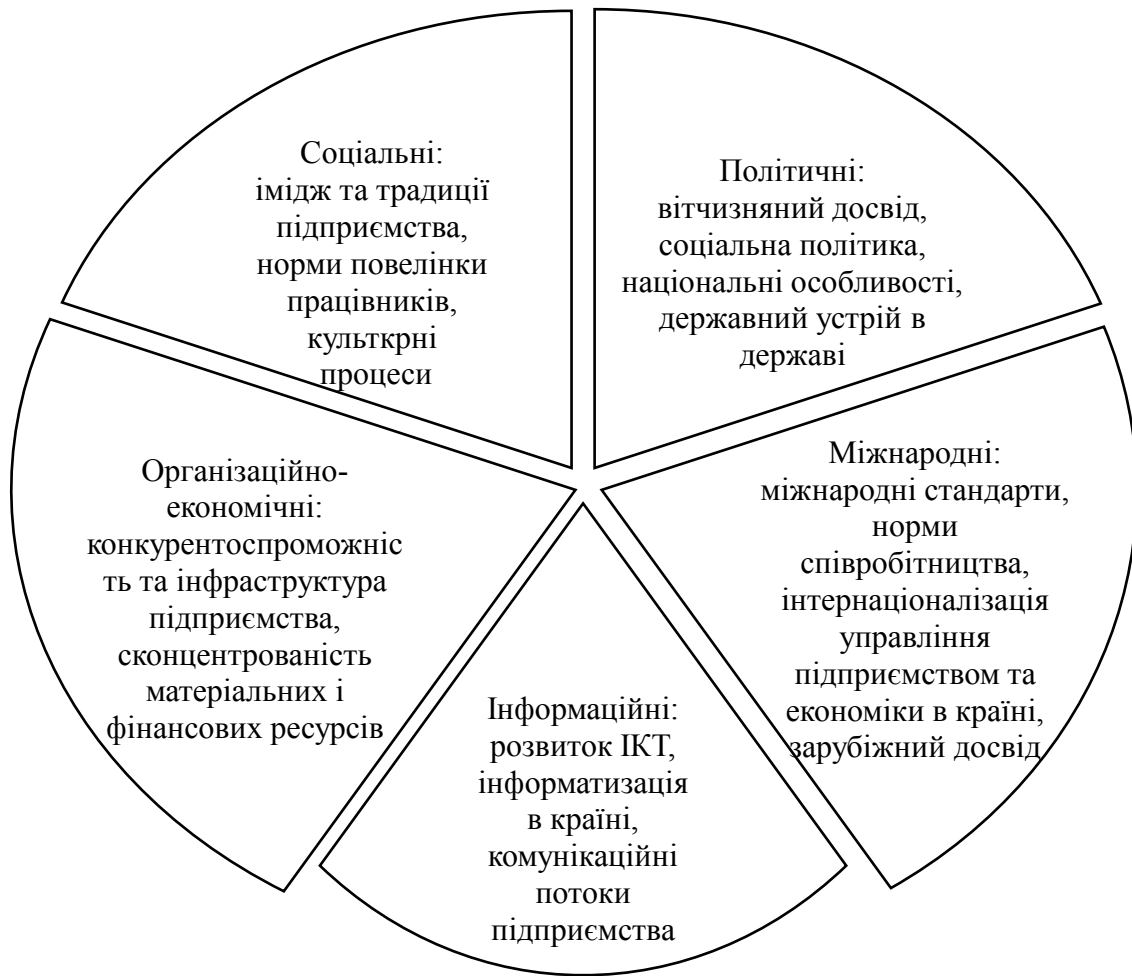 Соціальні:
імідж та традиції
підприємства,
норми повелінки
працівників,
культкрні
процеси
Політичні:
вітчизняний досвід,
соціальна політика,
національні особливості,
державний устрій в
державі
Організаційно-
економічні:
конкурентоспроможніс
ть та інфраструктура
підприємства,
сконцентрованість
матеріальних і
фінансових ресурсів
Міжнародні:
міжнародні стандарти,
норми
співробітництва,
інтернаціоналізація
управління
підприємством та
економіки в країні,
зарубіжний досвід
Інформаційні:
розвиток ІКТ,
інформатизація
в країні,
комунікаційні
потоки
підприємства